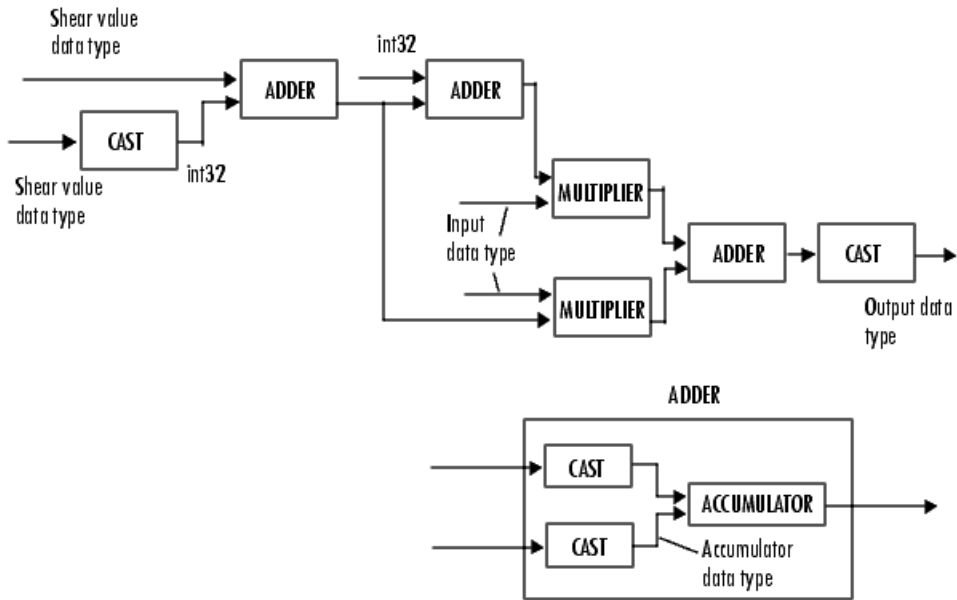 Shear value
data type
int32
ADDER
ADDER
CAST
int32
Shear value
data type
MULTIPLIER
Input
data type
ADDER
CAST
MULTIPLIER
Output data
type
ADDER
CAST
ACCUMULATOR
CAST
Accumulator
data type